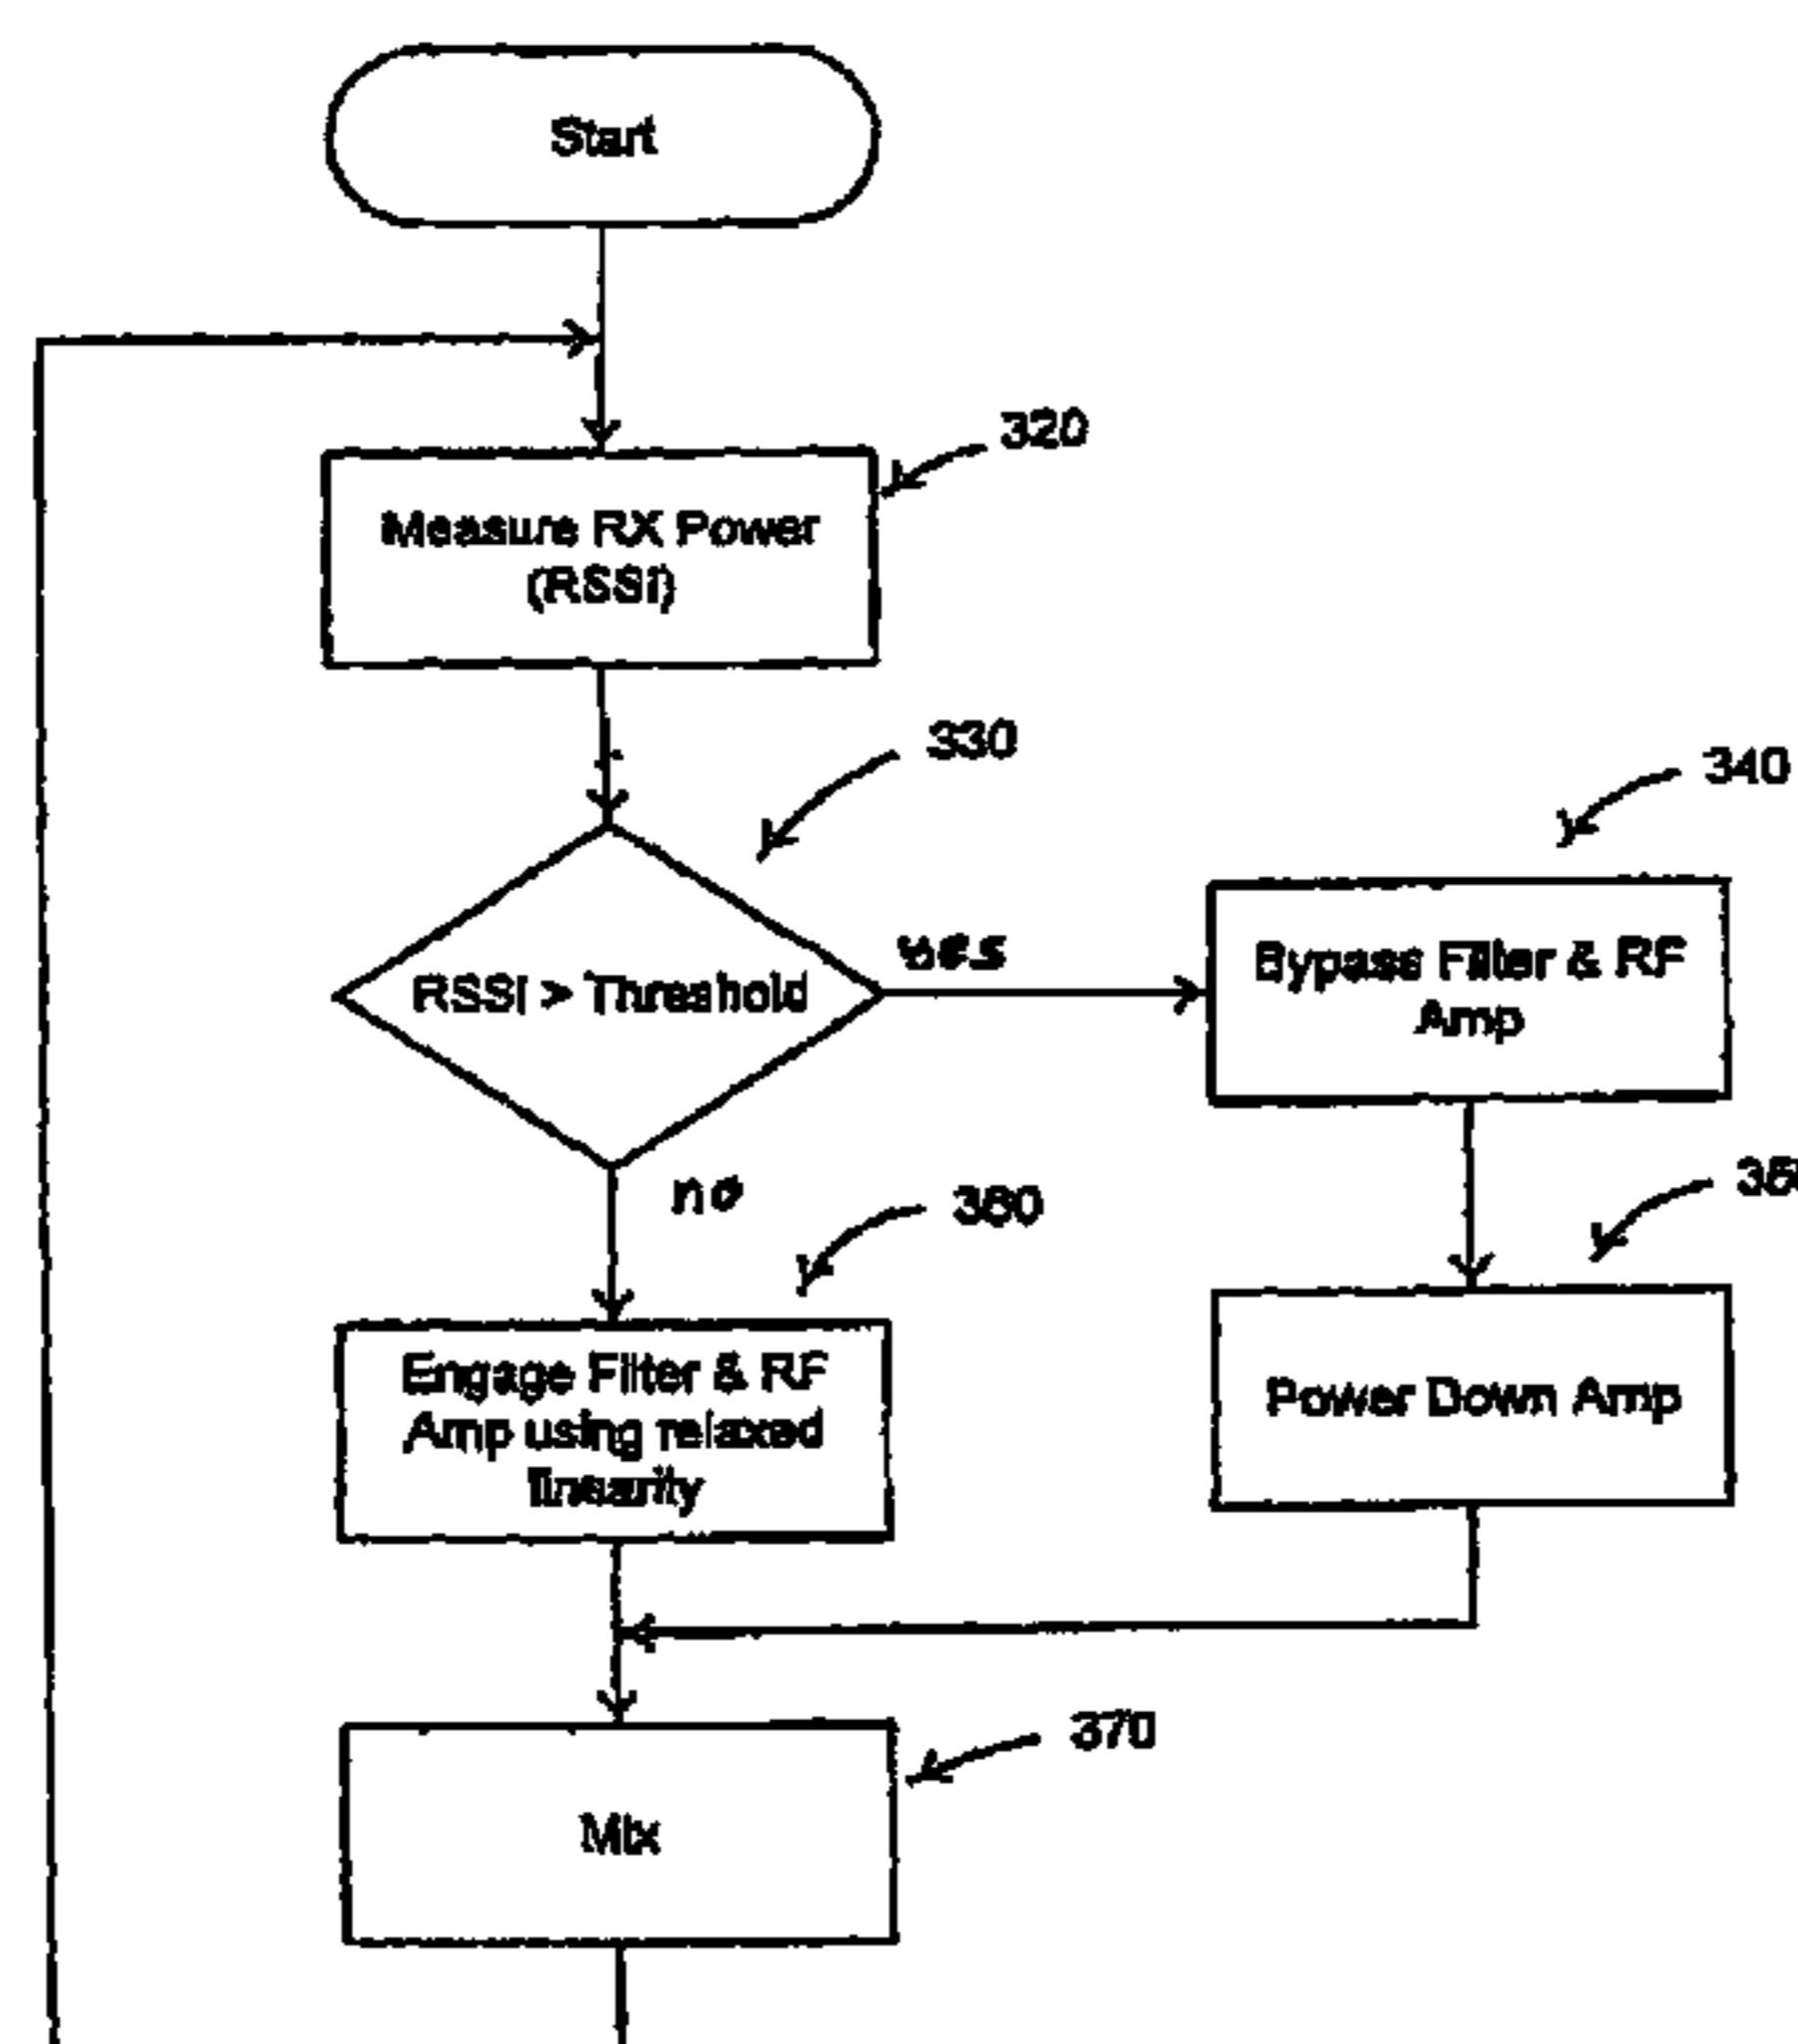 Start
320
Measure RX Power
(RSSI)
330
340
RSSI > Threshold
yes
Bypass Filter & RF
Amp
no
360
Engage Filter & RF
Amp using relaxed
linearity
Power Down Amp
370
Mix